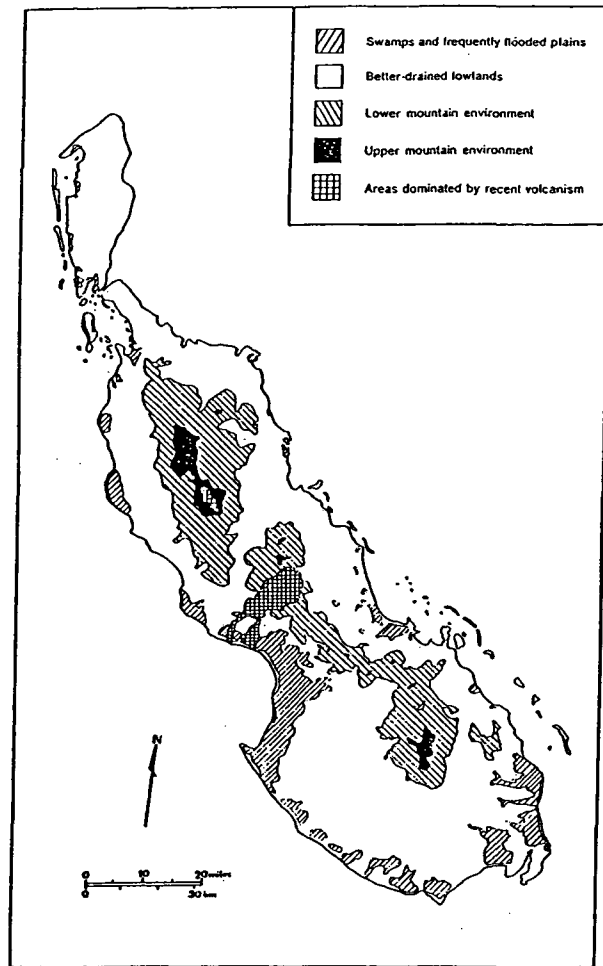 Swamps and frequently flooded plains
Better-drained lowlands
Lower mountain environment
Upper mountain environment
Areas dominated by recent volcanism
N
0 10 20 miles
0 30 km